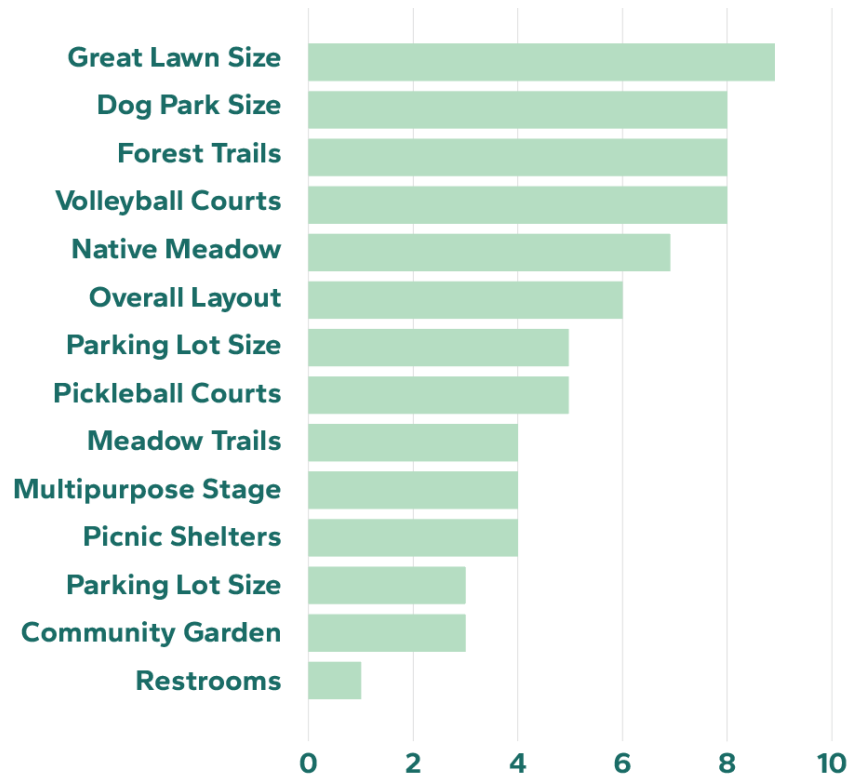 Great Lawn Size
Dog Park Size
Forest Trails
Volleyball Courts
Native Meadow
Overall Layout
Parking Lot Size
Pickleball Courts
Meadow Trails
Multipurpose Stage
Picnic Shelters
Parking Lot Size
Community Garden
Restrooms
0 2 4 6 8 10